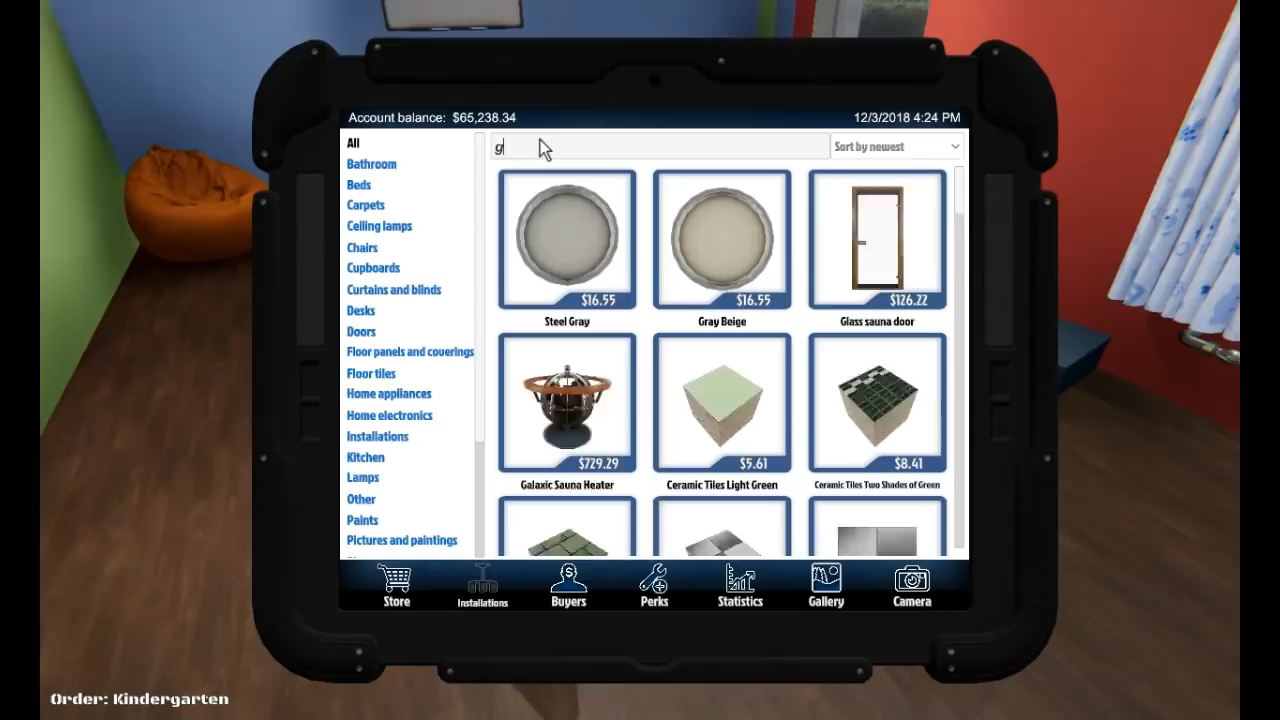 Account balance: $65,238.34
12/3/2018 4:24 PM
All
Bathroom
Beds
Carpets
Ceiling lamps
Chairs
Cupboards
Curtains and blinds
Desks
Doors
Floor panels and coverings
Floor tiles
Home appliances
Home electronics
Installations
Kitchen
Lamps
Other
Paints
Pictures and paintings
g
Sort by newest
$16.55
$16.55
$126.22
Steel Gray
Gray Beige
Glass sauna door
$729.29
$5.61
$8.41
Galaxic Sauna Heater
Ceramic Tiles Light Green
Ceramic Tiles Two Shades of Green
Store
Installations
Buyers
Perks
Statistics
Gallery
Camera
Order: Kindergarten